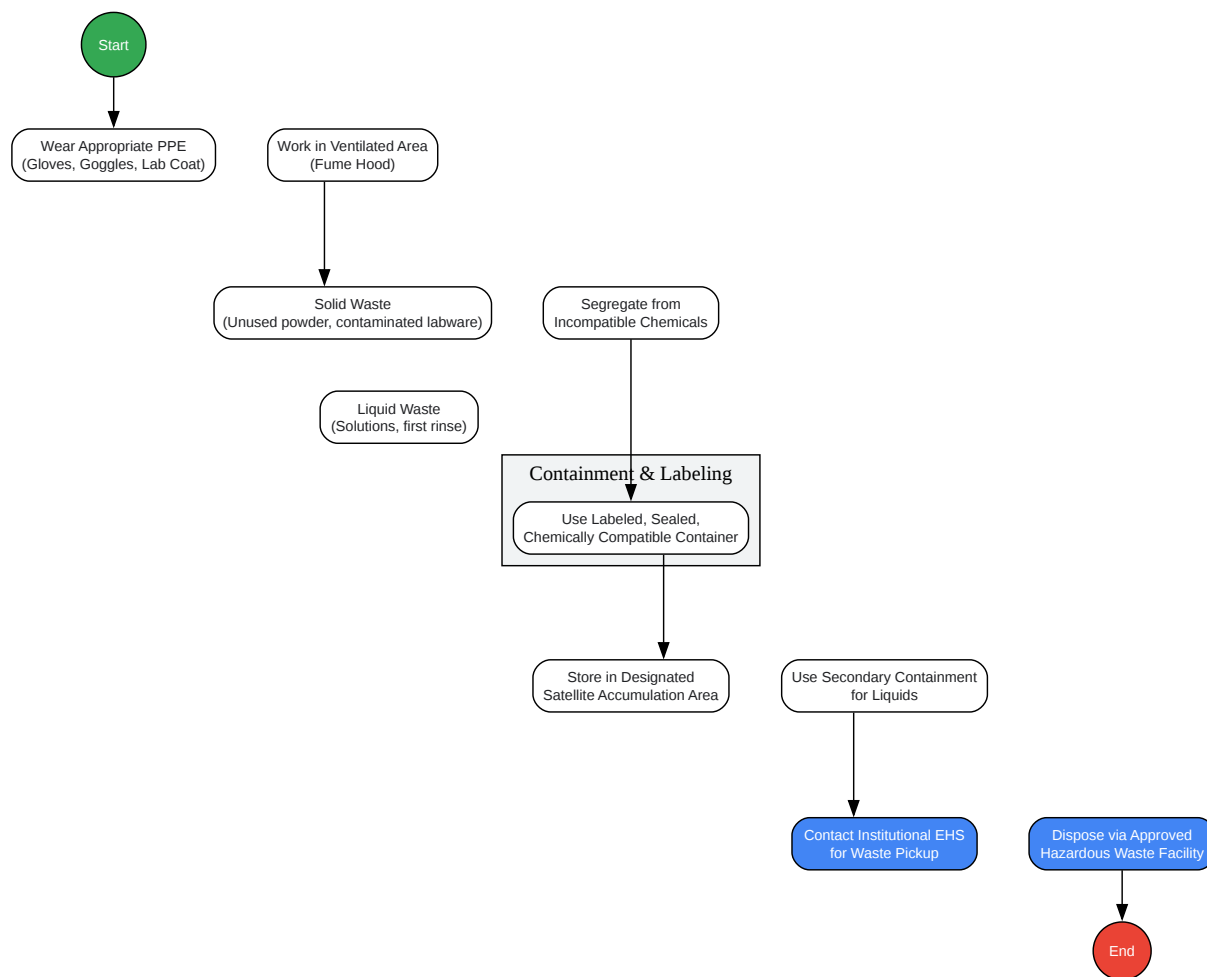 Start
Wear Appropriate PPE
(Gloves, Goggles, Lab Coat)
Work in Ventilated Area
(Fume Hood)
Solid Waste
(Unused powder, contaminated labware)
Segregate from
Incompatible Chemicals
Liquid Waste
(Solutions, first rinse)
Containment & Labeling
Use Labeled, Sealed,
Chemically Compatible Container
Store in Designated
Satellite Accumulation Area
Use Secondary Containment
for Liquids
Contact Institutional EHS
for Waste Pickup
Dispose via Approved
Hazardous Waste Facility
End